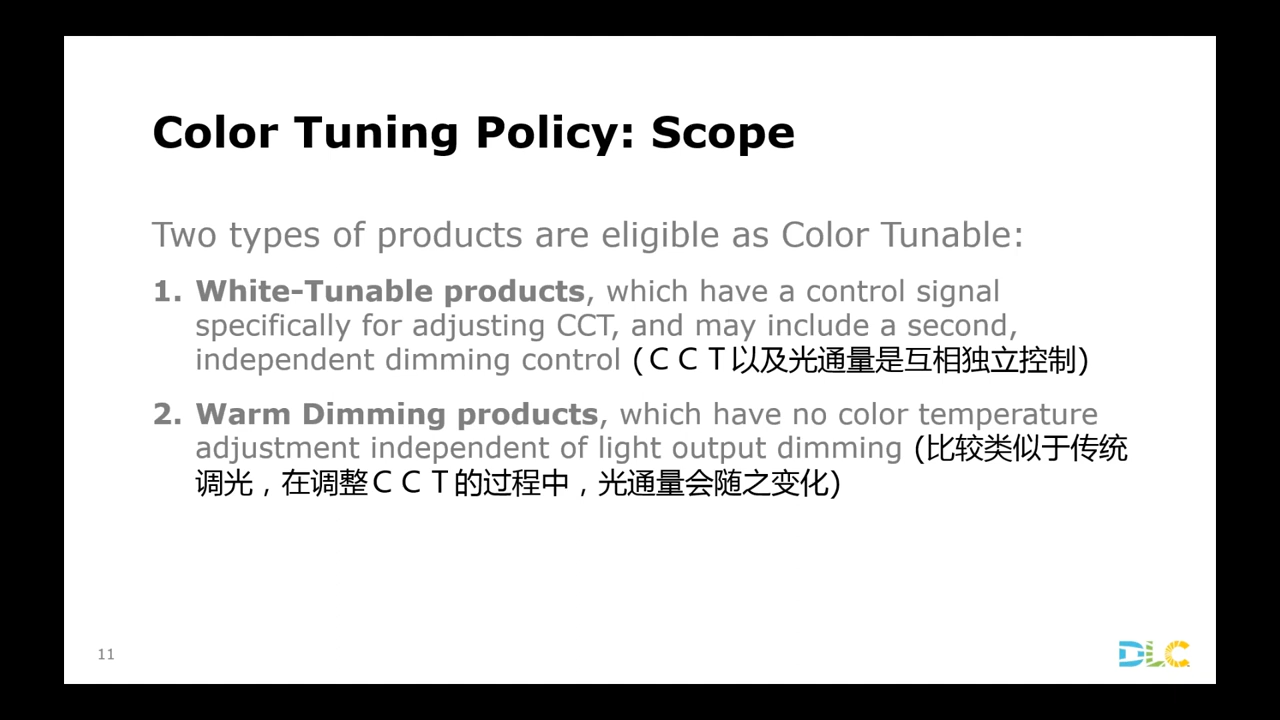 Color Tuning Policy: Scope
Two types of products are eligible as Color Tunable:
1. White-Tunable products, which have a control signal
specifically for adjusting CCT, and may include a second,
independent dimming control (ＣＣＴ以及光通量是互相独立控制)
2. Warm Dimming products, which have no color temperature
adjustment independent of light output dimming (比较类似于传统
调光，在调整ＣＣＴ的过程中，光通量会随之变化)
11
DLC